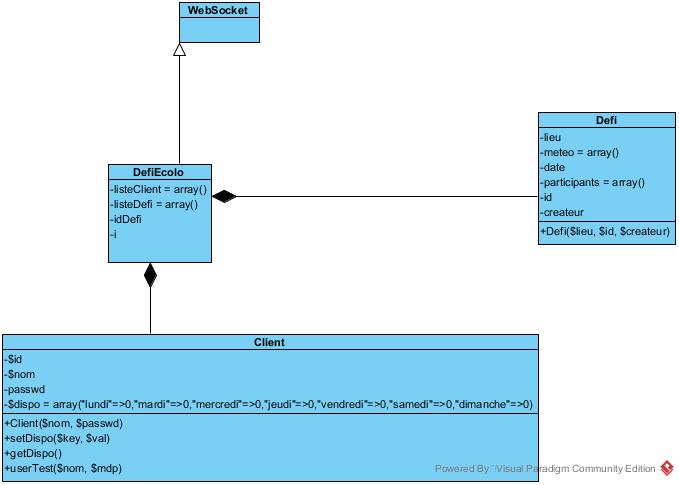 WebSocket
Defi
-lieu
-meteo = array()
-date
-participants = array()
-id
-createur
+Defi($lieu, $id, $createur)
DefiEcolo
-listeClient = array()
-listeDefi = array()
-idDefi
-i
Client
-$id
-$nom
-passwd
-$dispo = array("lundi"=>0,"mardi"=>0,"mercredi"=>0,"jeudi"=>0,"vendredi"=>0,"samedi"=>0,"dimanche"=>0)
+Client($nom, $passwd)
+setDispo($key, $val)
+getDispo()
+userTest($nom, $mdp)
Powered By Visual Paradigm Community Edition